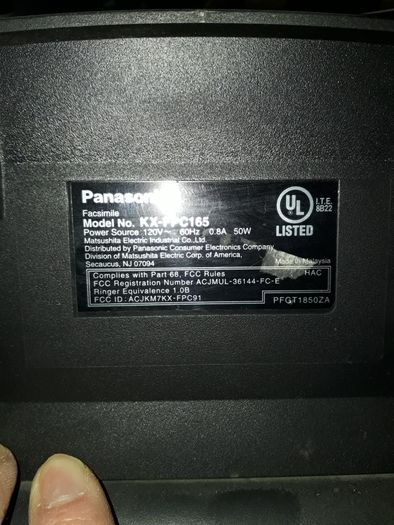 Panasonic
Facsimile
Model No. KX-FPC165
Power Source : 120V ~ 60Hz 0.8A 50W
Matsushita Electric Industrial Co.,Ltd.
Distributed by Panasonic Consumer Electronics Company,
Division of Matsushita Electric Corp. of America,
Secaucus, NJ 07094
UL
®
I.T.E.
8B22
LISTED
Made in Malaysia
Complies with Part 68, FCC Rules HAC
FCC Registration Number ACJMUL-36144-FC-E
Ringer Equivalence 1.0B
FCC ID : ACJKM7KX-FPC91
PFGT1850ZA